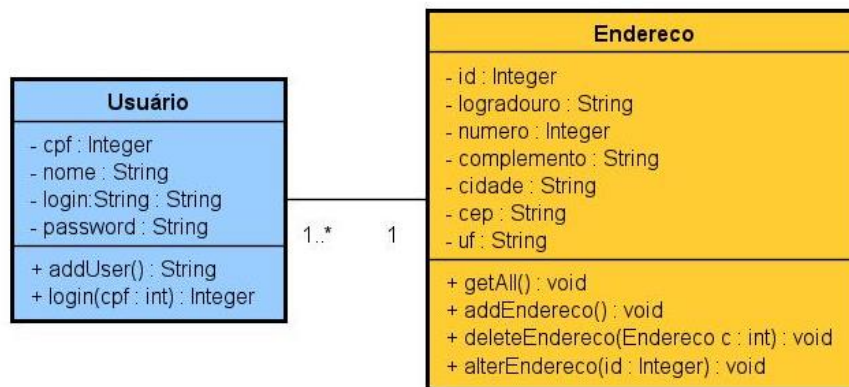 Usuário
- cpf : Integer
- nome : String
- login:String : String
- password : String
+ addUser() : String
+ login(cpf : int) : Integer
1..*
1
Endereco
- id : Integer
- logradouro : String
- numero : Integer
- complemento : String
- cidade : String
- cep : String
- uf : String
+ getAll() : void
+ addEndereco() : void
+ deleteEndereco(Endereco c : int) : void
+ alterEndereco(id : Integer) : void